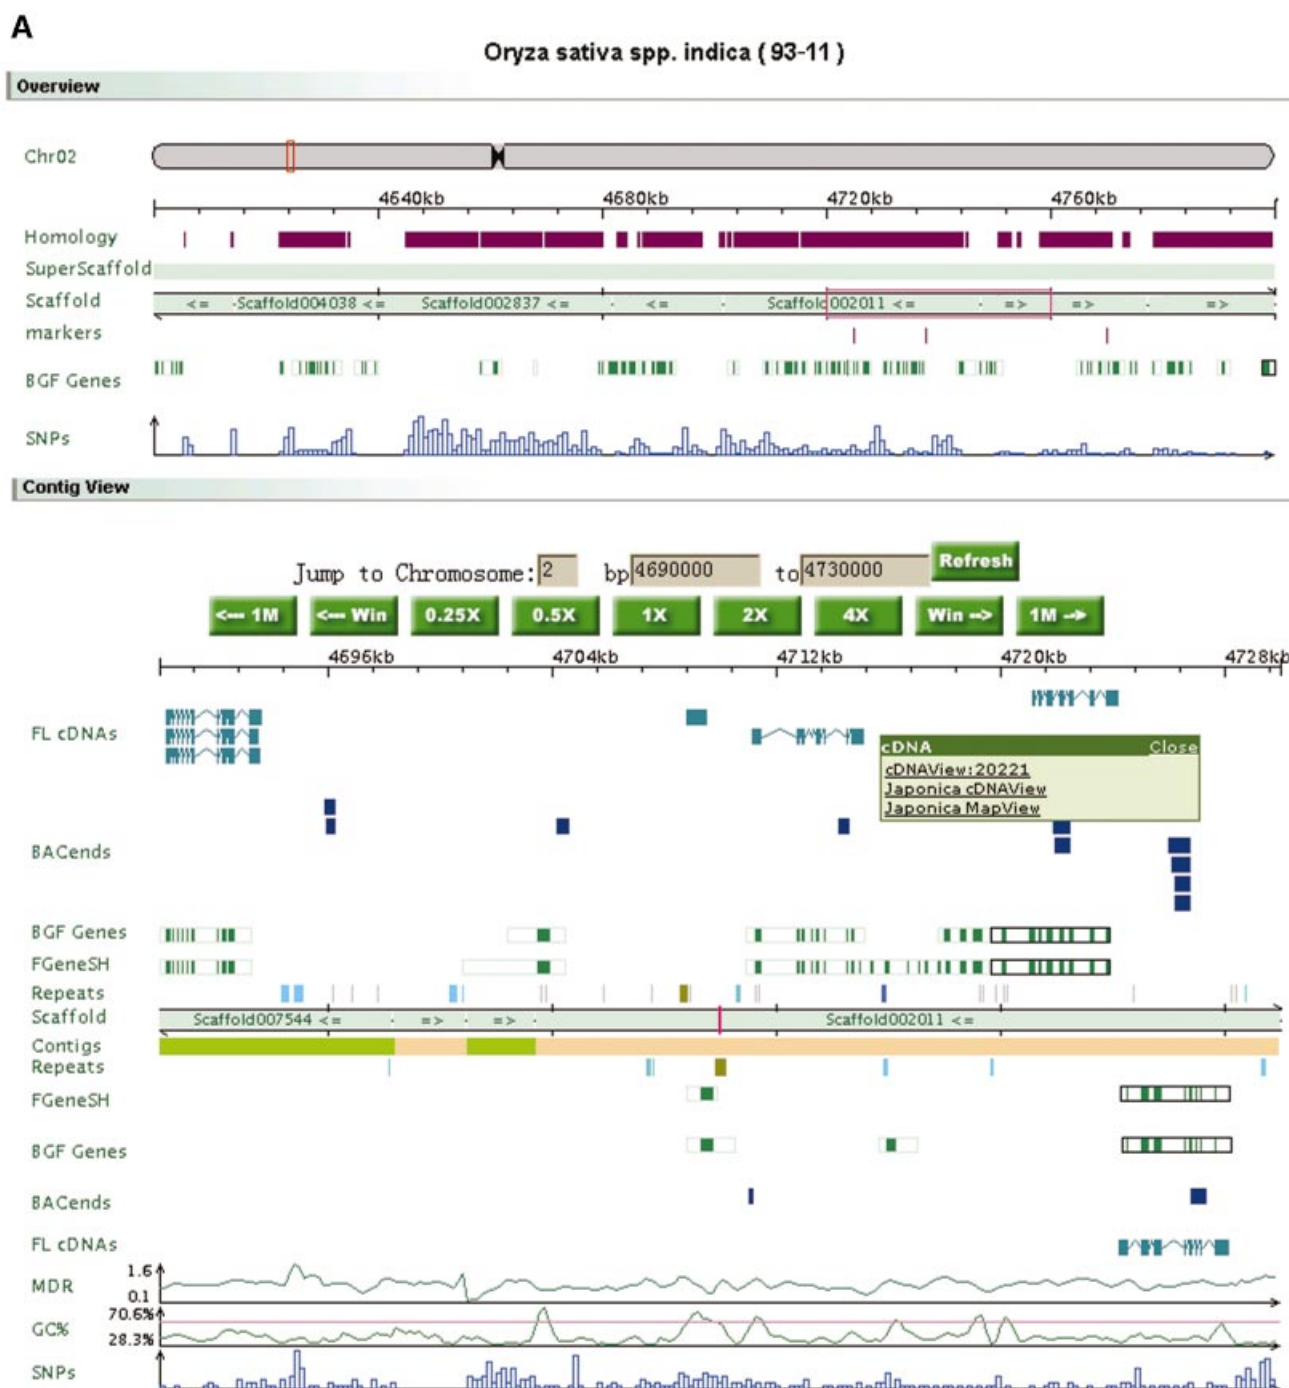 A
Oryza sativa spp. indica ( 93-11 )
Overview
Chr02
4640kb 4680kb 4720kb 4760kb
Homology
SuperScaffold
Scaffold <= Scaffold004038 <= Scaffold002837 <= <= Scaffold002011 <= => => =>
markers
BGF Genes
SNPs
Contig View
Jump to Chromosome: 2 bp 4690000 to 4730000 Refresh
<--- 1M <--- Win 0.25X 0.5X 1X 2X 4X Win --> 1M -->
4696kb 4704kb 4712kb 4720kb 4728kb
FL cDNAs
cDNA Close
cDNAView:20221
Japonica cDNAView
Japonica MapView
BACends
BGF Genes
FGeneSH
Repeats
Scaffold Scaffold007544 <= => => Scaffold002011 <=
Contigs
Repeats
FGeneSH
BGF Genes
BACends
FL cDNAs
1.6
MDR
0.1
70.6%
GC%
28.3%
SNPs